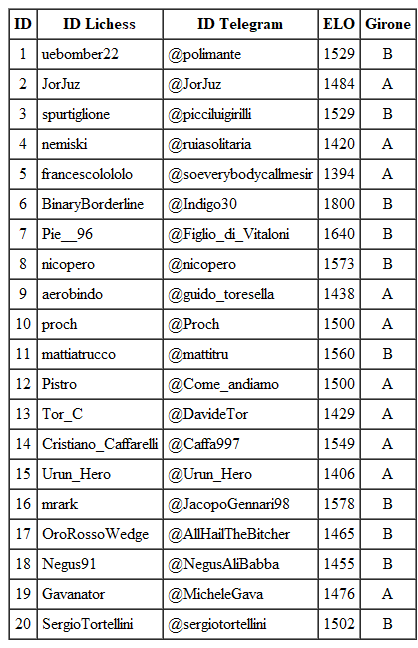 ID ID Lichess ID Telegram ELO Girone
1 uebomber22 @polimante 1529 B
2 JorJuz @JorJuz 1484 A
3 spurtiglione @picciluigirilli 1529 B
4 nemiski @ruiasolitaria 1420 A
5 francescolololo @soeverybodycallmesir 1394 A
6 BinaryBorderline @Indigo30 1800 B
7 Pie__96 @Figlio_di_Vitaloni 1640 B
8 nicopero @nicopero 1573 B
9 aerobindo @guido_toresella 1438 A
10 proch @Proch 1500 A
11 mattiatrucco @mattitru 1560 B
12 Pistro @Come_andiamo 1500 A
13 Tor_C @DavideTor 1429 A
14 Cristiano_Caffarelli @Caffa997 1549 A
15 Urun_Hero @Urun_Hero 1406 A
16 mrark @JacopoGennari98 1578 B
17 OroRossoWedge @AllHailTheBitcher 1465 B
18 Negus91 @NegusAliBabba 1455 B
19 Gavanator @MicheleGava 1476 A
20 SergioTortellini @sergiotortellini 1502 B